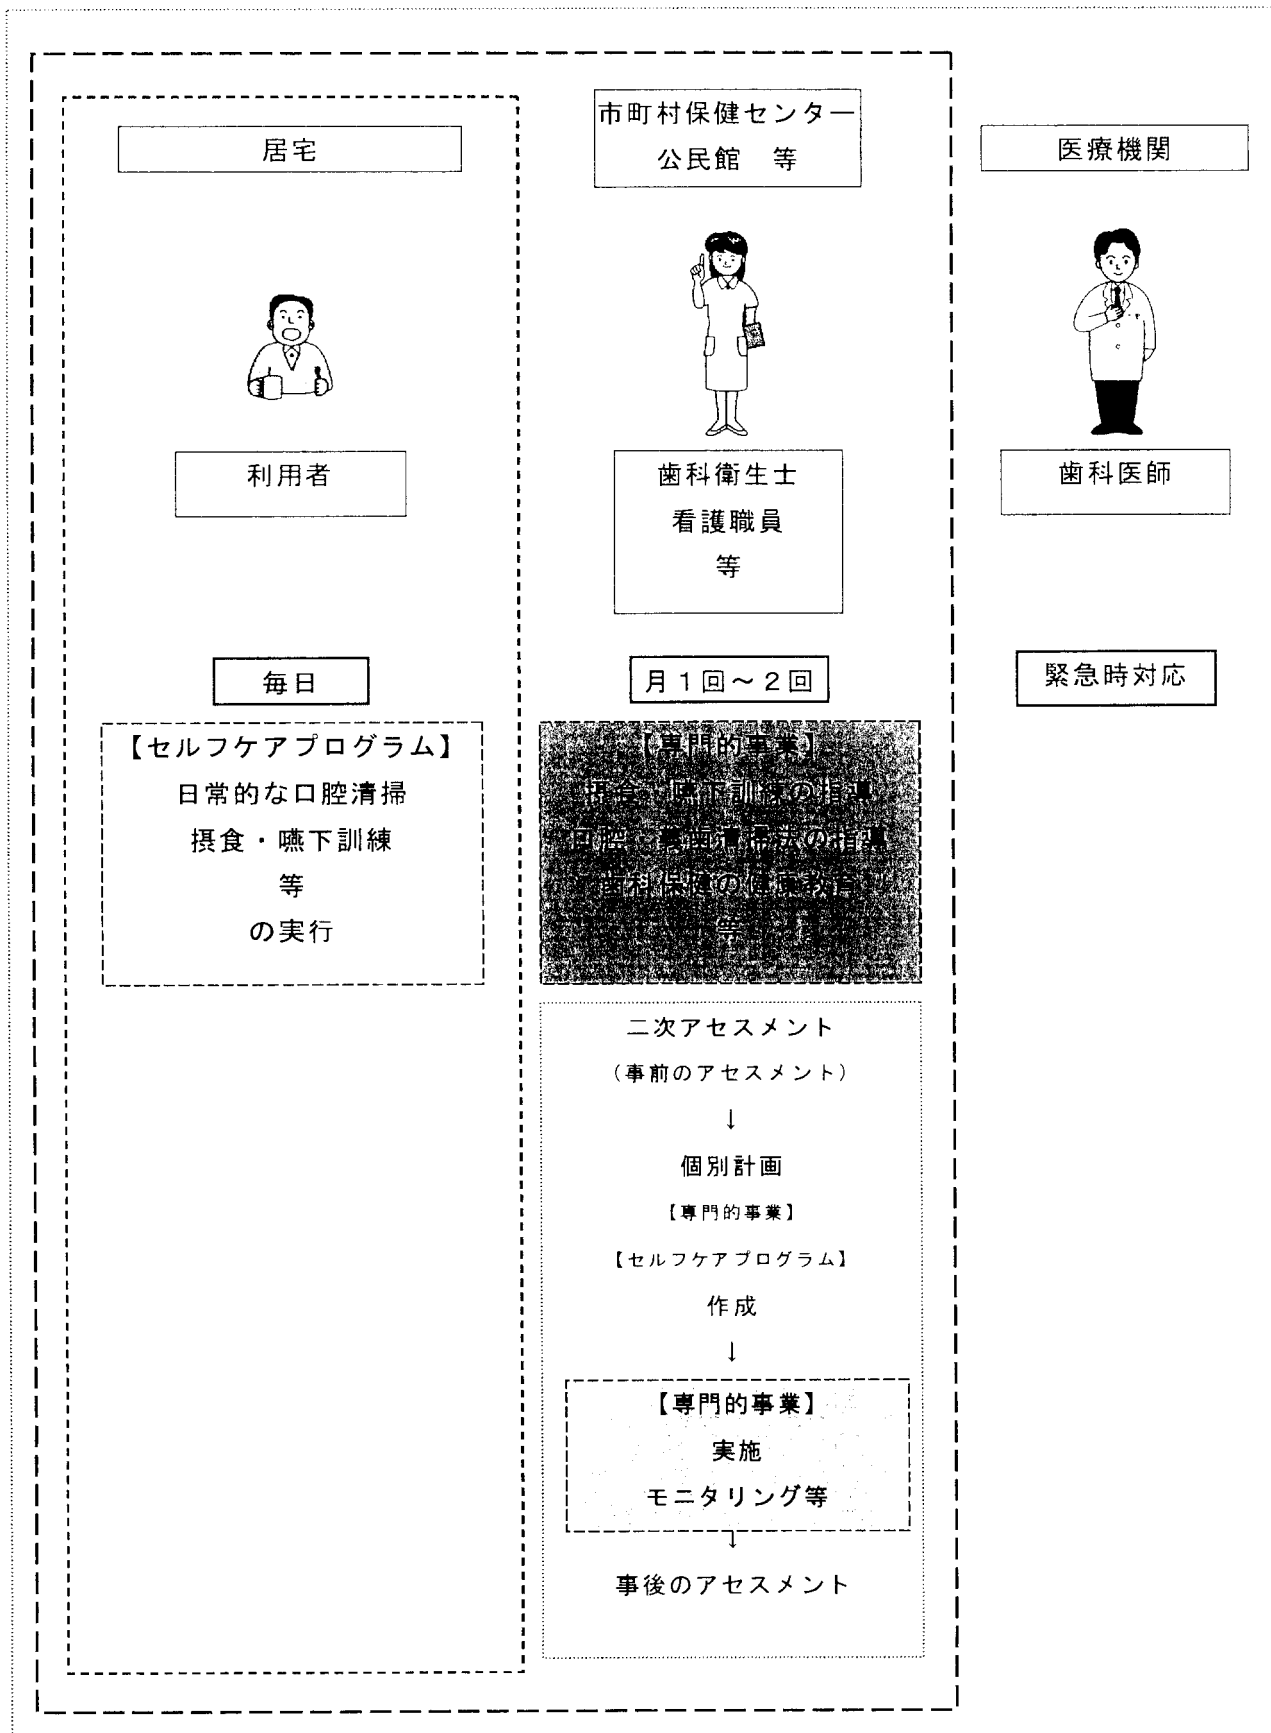 居宅
利用者
毎日
【セルフケアプログラム】
日常的な口腔清掃
摂食・嚥下訓練
等
の実行
市町村保健センター
公民館　等
歯科衛生士
看護職員
等
月１回～２回
【専門的事業】
摂食・嚥下訓練の指導
口腔・義歯清掃法の指導
歯科保健の健康教育
等
二次アセスメント
（事前のアセスメント）
↓
個別計画
【専門的事業】
【セルフケアプログラム】
作成
↓
【専門的事業】
実施
モニタリング等
↓
事後のアセスメント
医療機関
歯科医師
緊急時対応